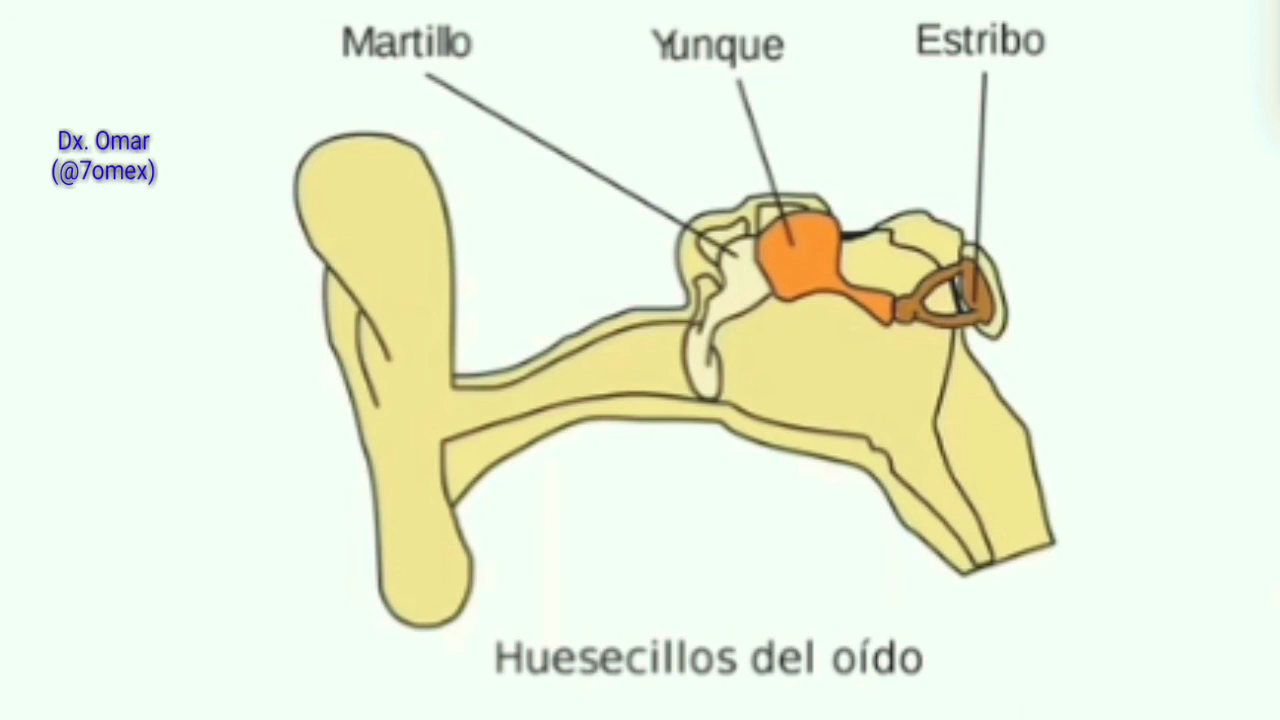 Martillo
Yunque
Estribo
Dx. Omar
(@7omex)
Huesecillos del oído